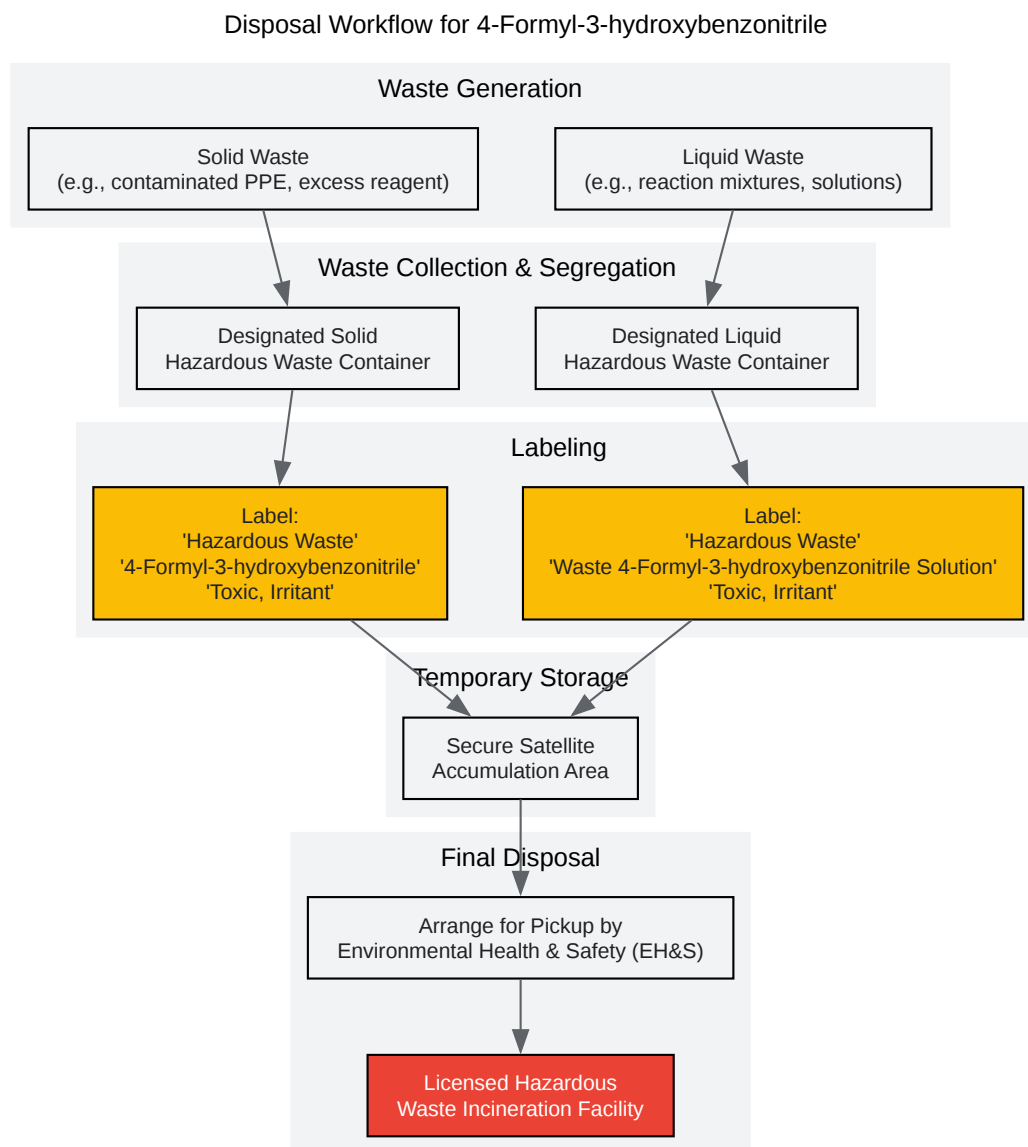 Disposal Workflow for 4-Formyl-3-hydroxybenzonitrile
Waste Generation
Solid Waste
(e.g., contaminated PPE, excess reagent)
Liquid Waste
(e.g., reaction mixtures, solutions)
Waste Collection & Segregation
Designated Solid
Hazardous Waste Container
Designated Liquid
Hazardous Waste Container
Labeling
Label:
'Hazardous Waste'
'4-Formyl-3-hydroxybenzonitrile'
'Toxic, Irritant'
Label:
'Hazardous Waste'
'Waste 4-Formyl-3-hydroxybenzonitrile Solution'
'Toxic, Irritant'
Temporary Storage
Secure Satellite
Accumulation Area
Final Disposal
Arrange for Pickup by
Environmental Health & Safety (EH&S)
Licensed Hazardous
Waste Incineration Facility